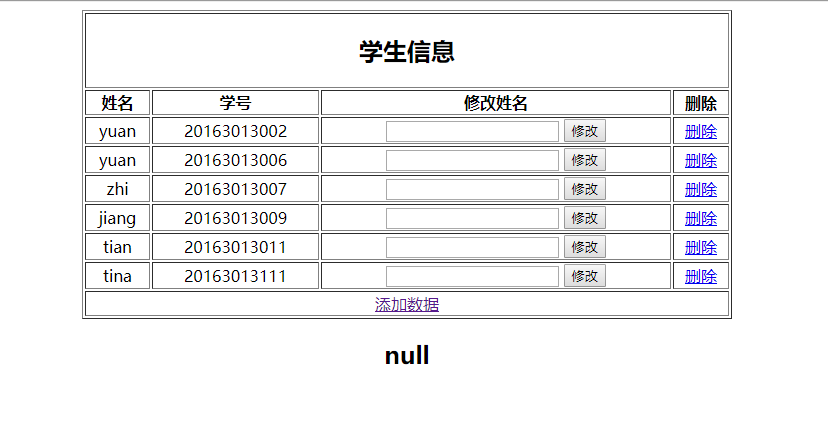 学生信息
姓名 学号 修改姓名 删除
yuan 20163013002 修改 删除
yuan 20163013006 修改 删除
zhi 20163013007 修改 删除
jiang 20163013009 修改 删除
tian 20163013011 修改 删除
tina 20163013111 修改 删除
添加数据
null